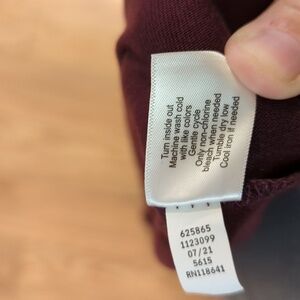 Turn inside out
Machine wash cold
with like colors
Gentle cycle
Only non-chlorine
bleach when needed
Tumble dry low
Cool iron if needed
625865
1123099
07/21
5615
RN118641